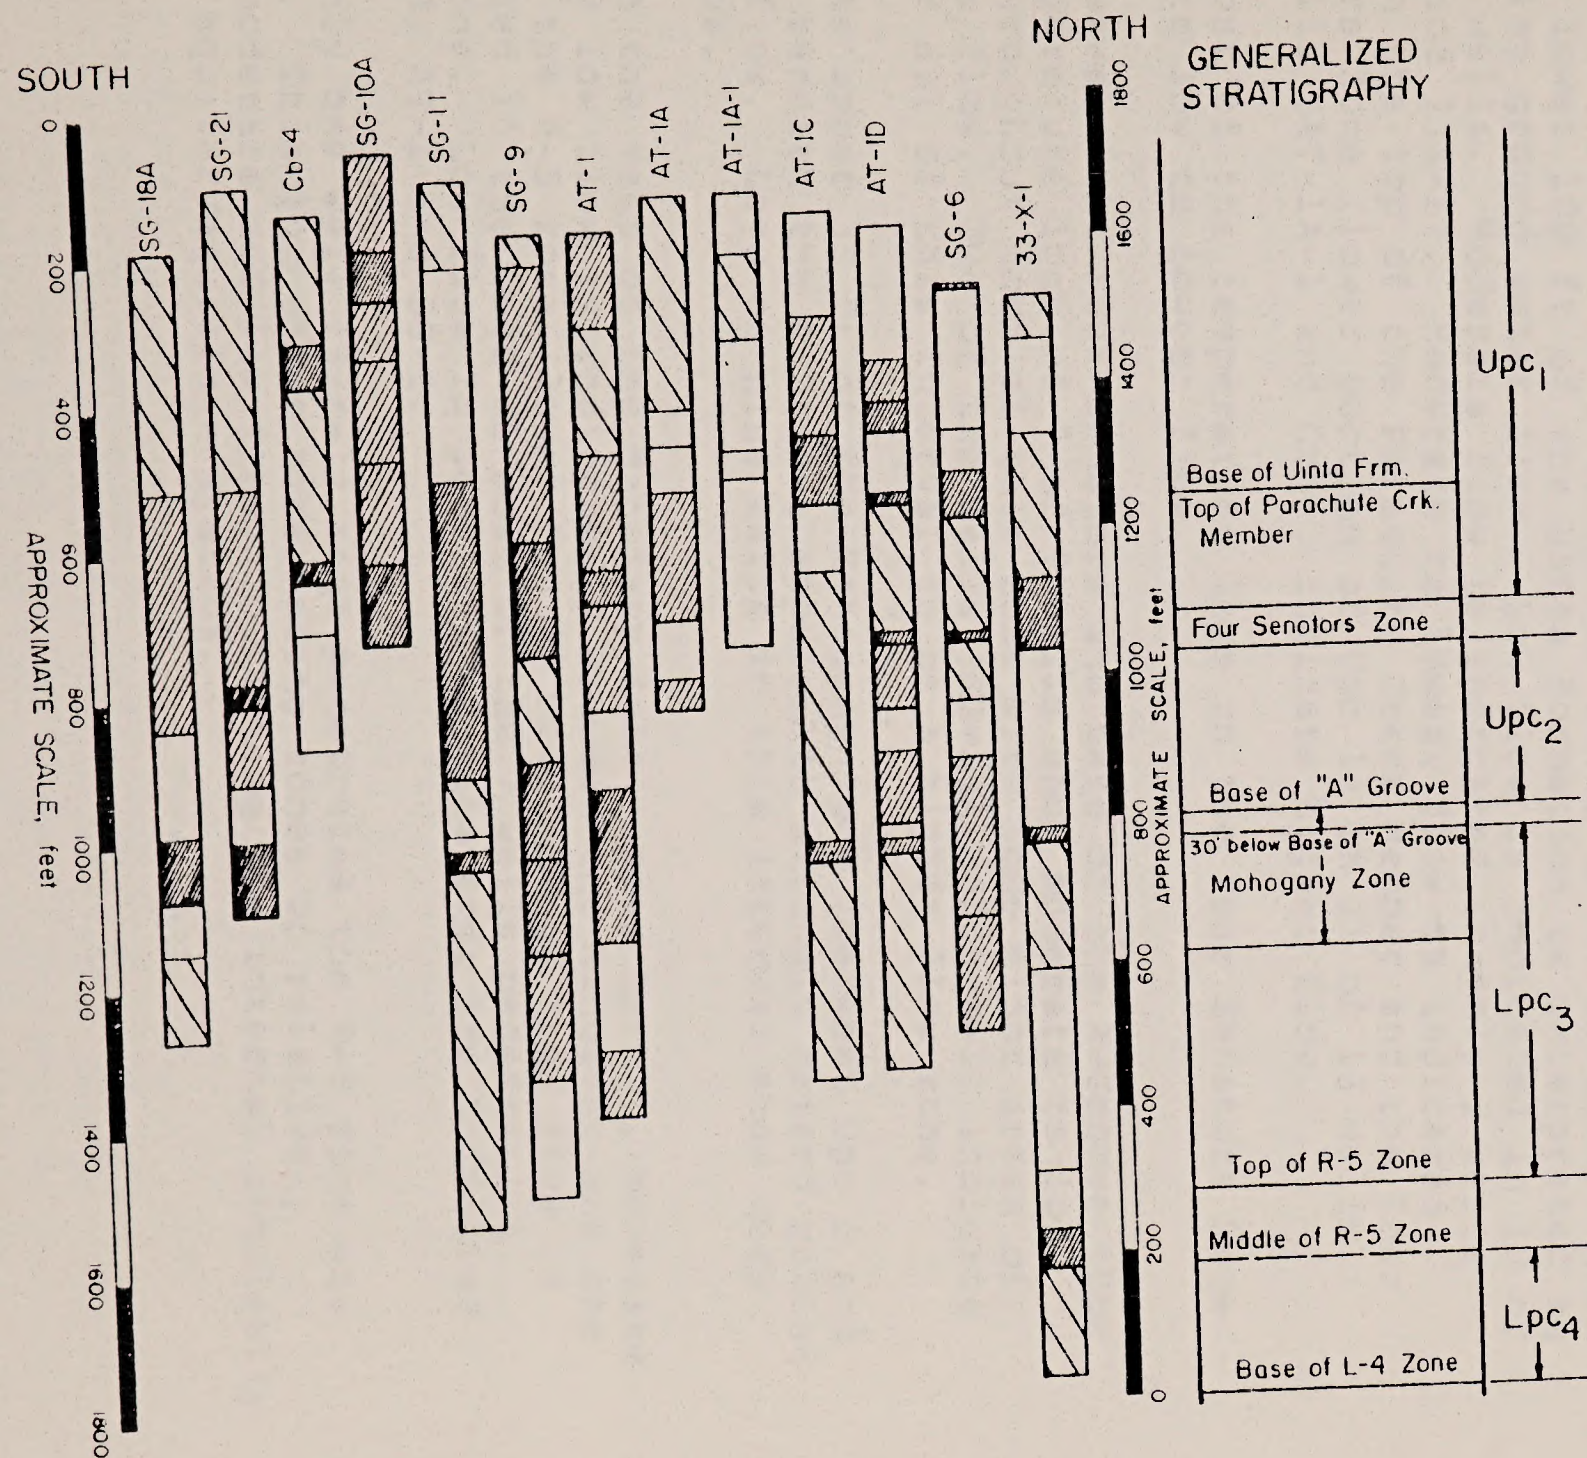 SOUTH
NORTH
GENERALIZED
STRATIGRAPHY
SG-18A
SG-21
Cb-4
SG-10A
SG-11
SG-9
AT-1
AT-1A
AT-1A-1
AT-1C
AT-1D
SG-6
33-X-1
0
200
400
600
800
1000
1200
1400
1600
1800
APPROXIMATE SCALE, feet
1800
1600
1400
1200
1000
800
600
400
200
0
APPROXIMATE SCALE, feet
Base of Uinta Frm.
Top of Parachute Crk.
Member
Four Senators Zone
Base of "A" Groove
30' below Base of "A" Groove
Mohogany Zone
Top of R-5 Zone
Middle of R-5 Zone
Base of L-4 Zone
Upc1
Upc2
Lpc3
Lpc4